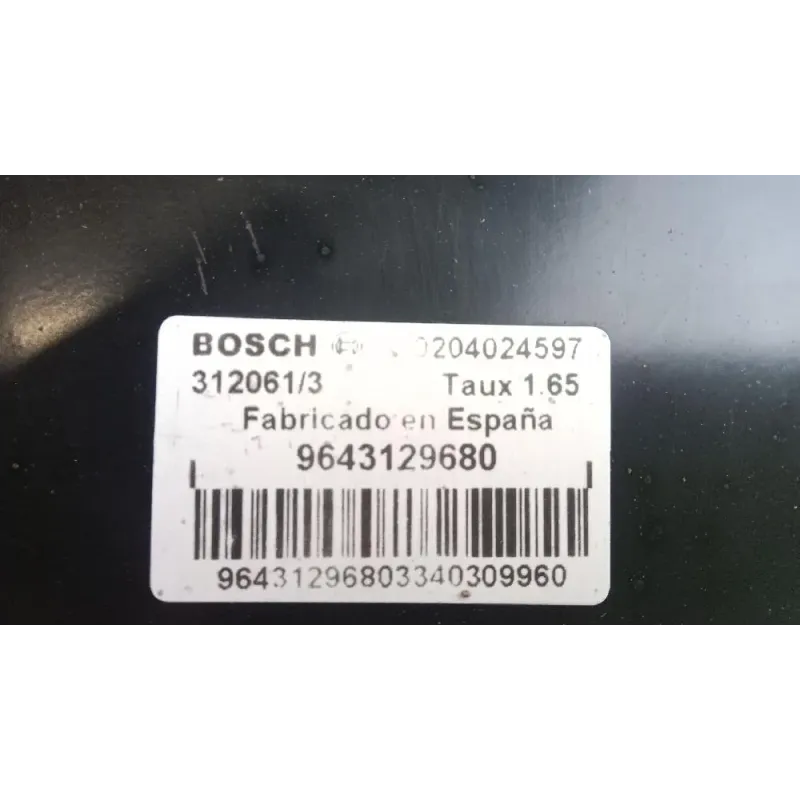 BOSCH 0204024597
312061/3 Taux 1.65
Fabricado en España
9643129680
96431296803340309960